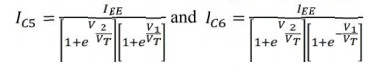 I_{C5} = \frac{I_{EE}}{\left[1+e^{\frac{V_2}{V_T}}\right]\left[1+e^{\frac{V_1}{V_T}}\right]} and I_{C6} = \frac{I_{EE}}{\left[1+e^{\frac{V_2}{V_T}}\right]\left[1+e^{-\frac{V_1}{V_T}}\right]}